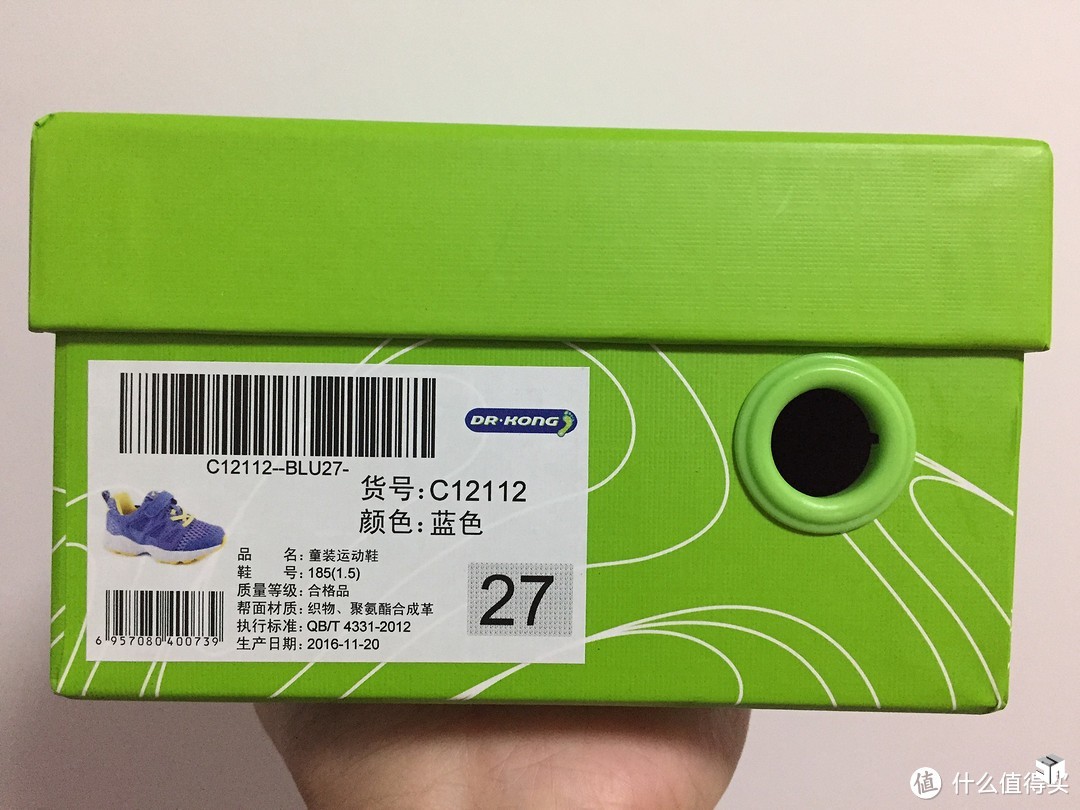 DR·KONG
C12112--BLU27-
货号:C12112
颜色:蓝色
品 名:童装运动鞋
鞋 号:185(1.5)
质量等级:合格品
帮面材质:织物、聚氨酯合成革
执行标准:QB/T 4331-2012
生产日期:2016-11-20
27
6 957080 400739
值 什么值得买